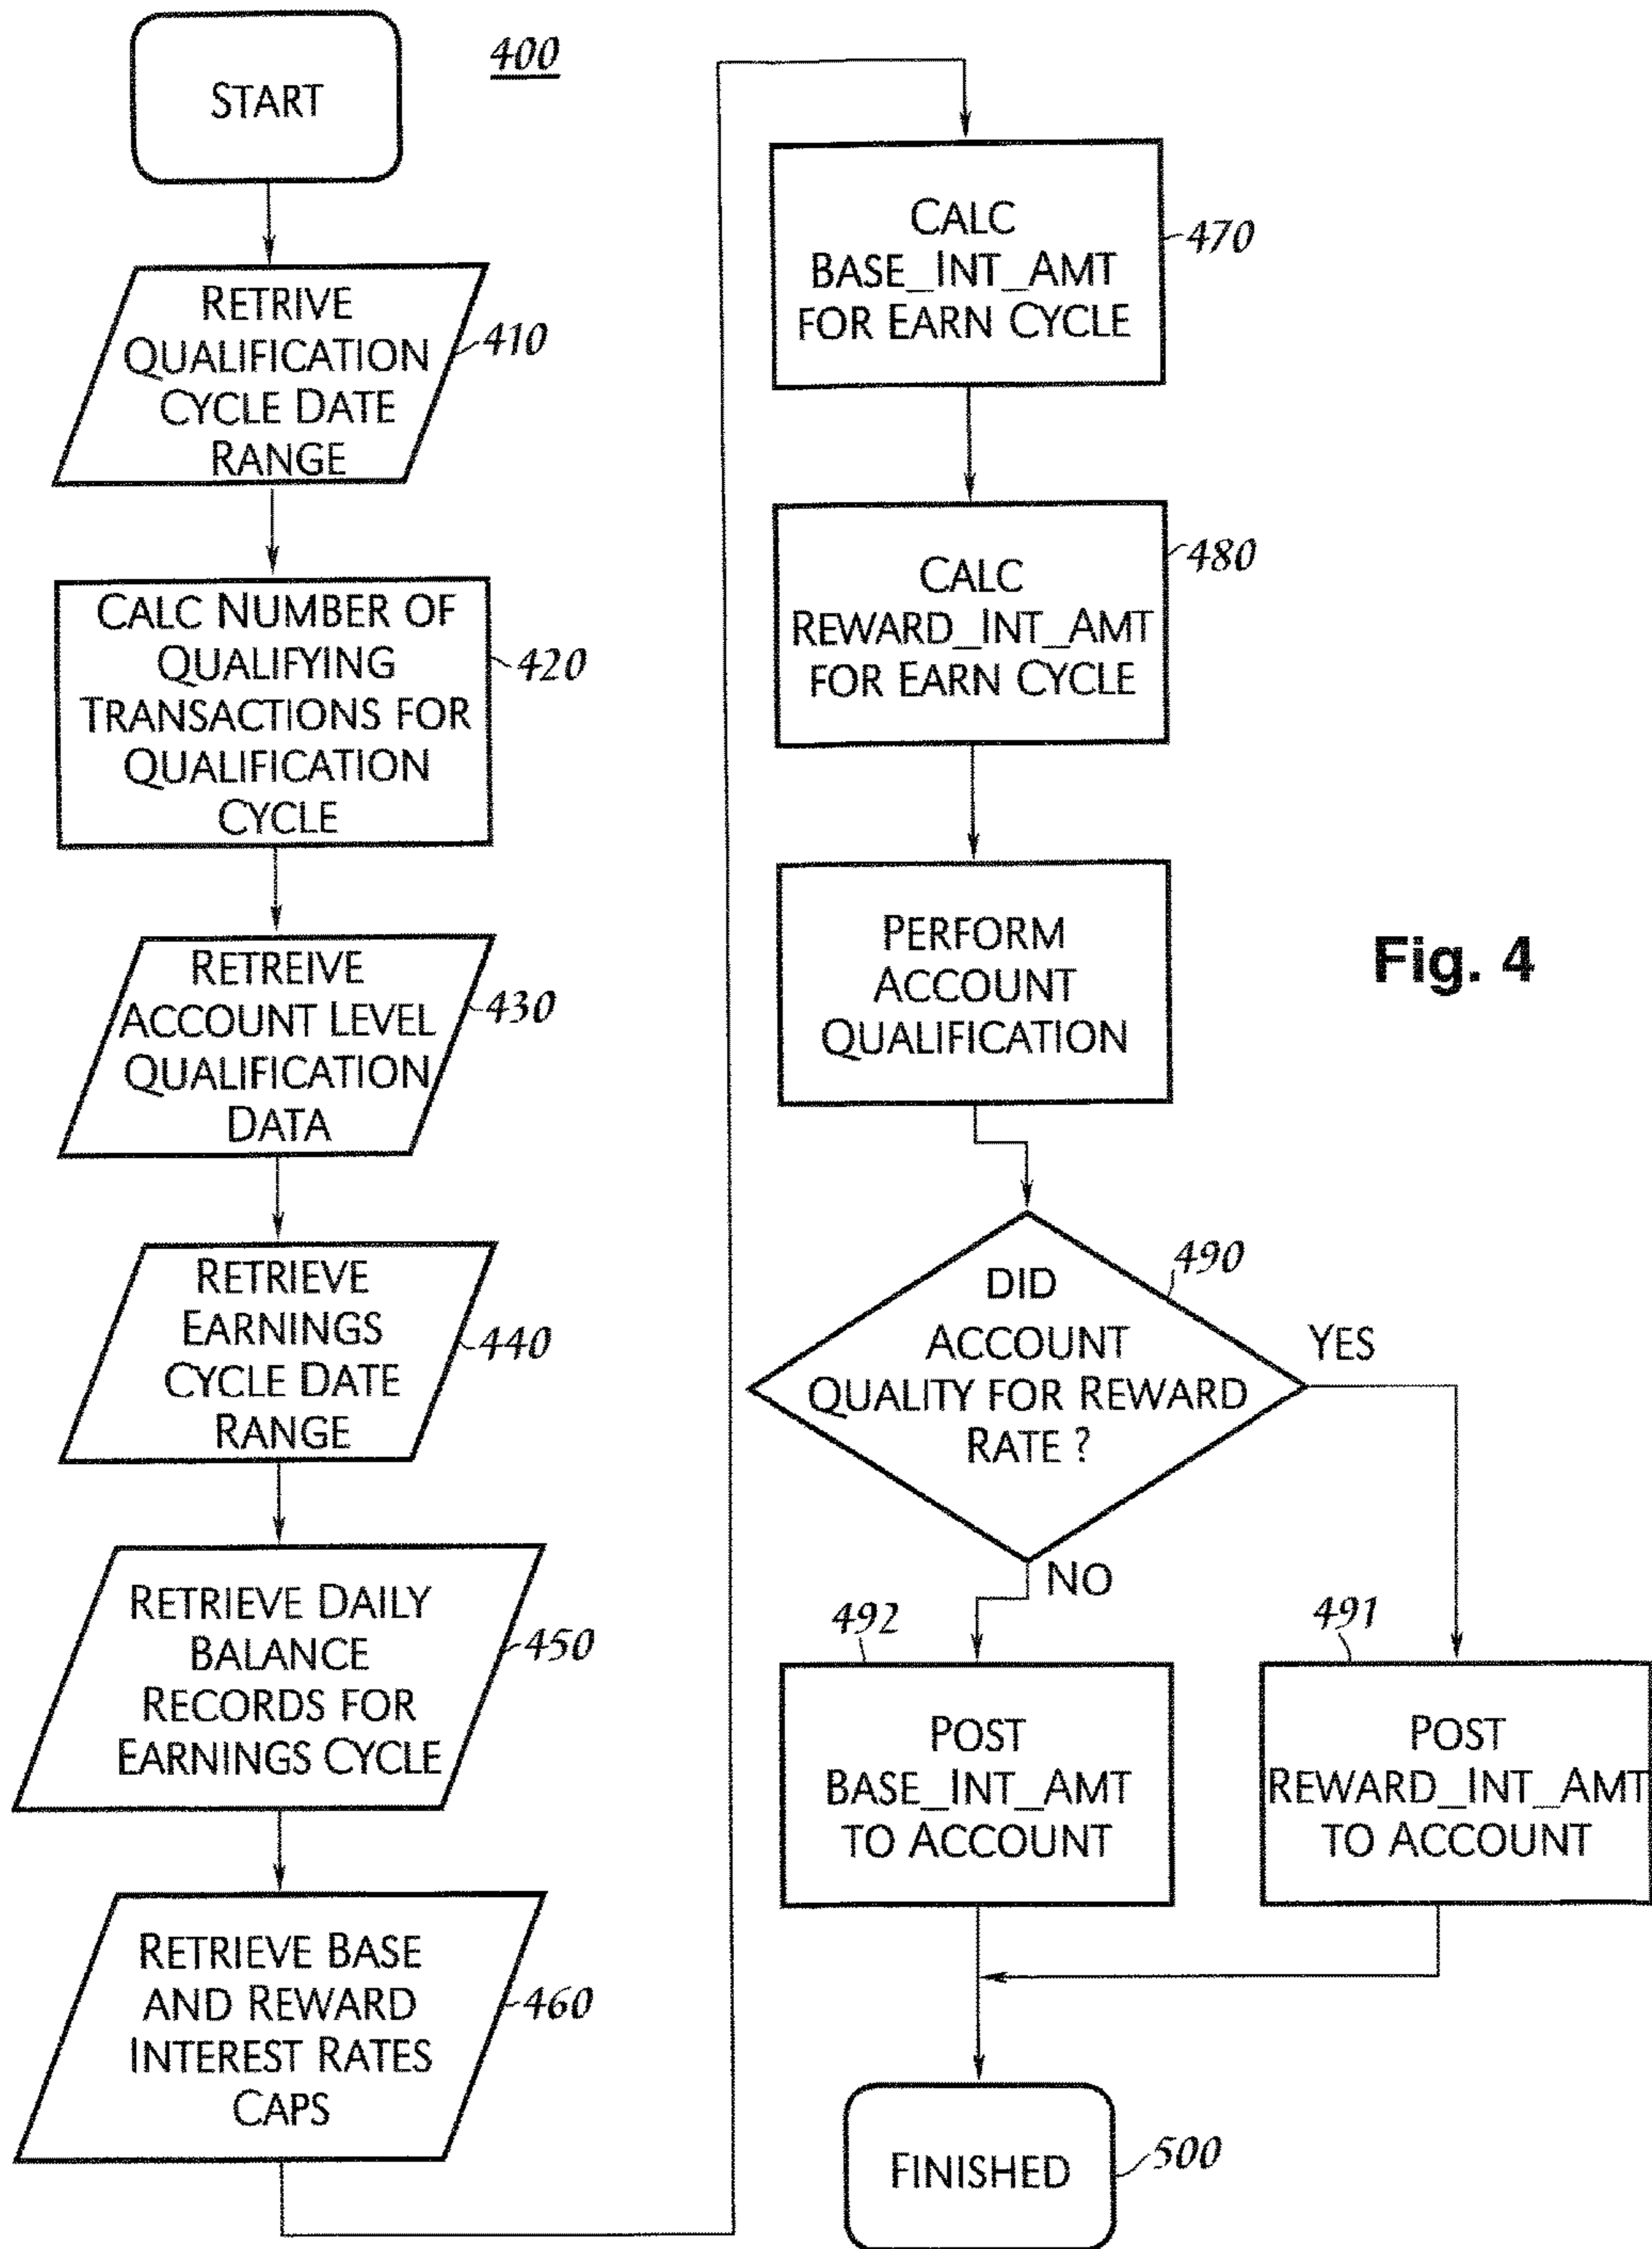 400
START
RETRIVE
QUALIFICATION
CYCLE DATE
RANGE
410
CALC NUMBER OF
QUALIFYING
TRANSACTIONS FOR
QUALIFICATION
CYCLE
420
RETREIVE
ACCOUNT LEVEL
QUALIFICATION
DATA
430
RETRIEVE
EARNINGS
CYCLE DATE
RANGE
440
RETRIEVE DAILY
BALANCE
RECORDS FOR
EARNINGS CYCLE
450
RETRIEVE BASE
AND REWARD
INTEREST RATES
CAPS
460
CALC
BASE_INT_AMT
FOR EARN CYCLE
470
CALC
REWARD_INT_AMT
FOR EARN CYCLE
480
PERFORM
ACCOUNT
QUALIFICATION
DID
ACCOUNT
QUALITY FOR REWARD
RATE ?
490
YES
NO
492
POST
BASE_INT_AMT
TO ACCOUNT
491
POST
REWARD_INT_AMT
TO ACCOUNT
FINISHED
500
Fig. 4